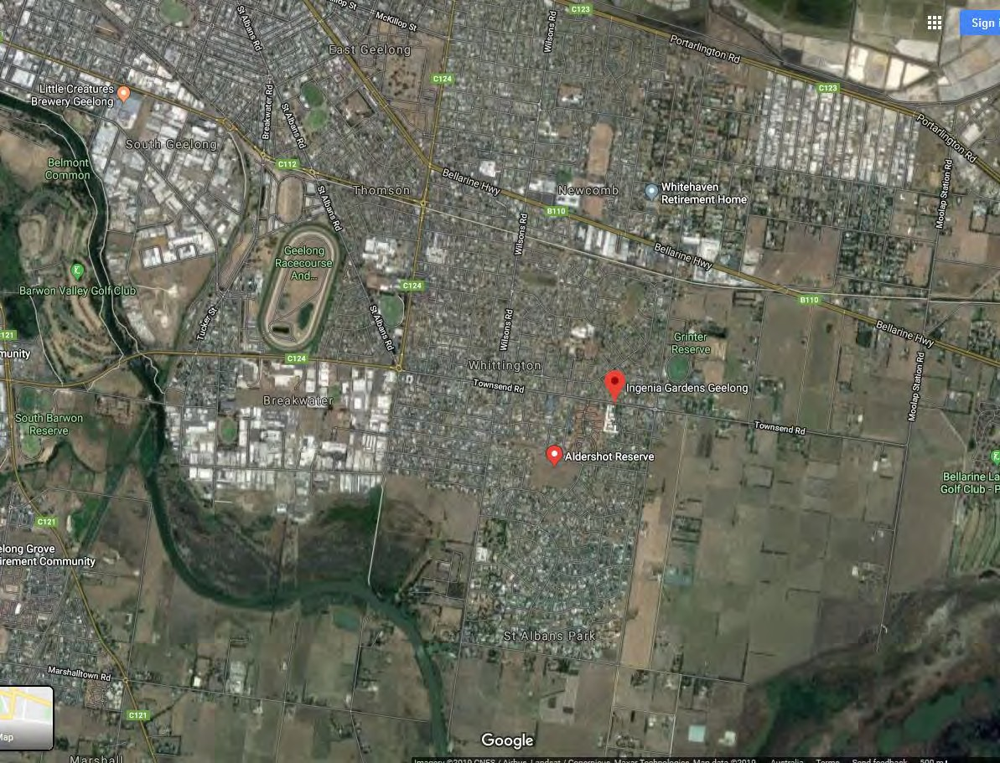 op St
McKillop St
C123
St Albans Rd
Wilsons Rd
Sign i
Portarlington Rd
East Geelong
C124
C123
Little Creatures
Brewery Geelong
Breakwater Rd
St Albans Rd
Portarlington Rd
South Geelong
Belmont
Common
C112
Bellarine Hwy
Thomson
Newcomb
Whitehaven
Retirement Home
St Albans Rd
Moolap Station Rd
B110
Wilsons Rd
Bellarine Hwy
Geelong
Racecourse
And...
Barwon Valley Golf Club
C124
B110
Tucker St
St Albans Rd
Wilsons Rd
Bellarine Hwy
C121
munity
Grinter
Reserve
C124
Whittington
Townsend Rd
Ingenia Gardens Geelong
Moolap Station Rd
Breakwater
South Barwon
Reserve
Townsend Rd
Aldershot Reserve
Bellarine La
Golf Club - P
C121
elong Grove
irement Community
St Albans Park
Marshalltown Rd
C121
Map
Google
Marshall
Imagery ©2019 CNES / Airbus, Landsat / Copernicus, Maxar Technologies, Map data ©2019 Australia Terms Send feedback 500 m